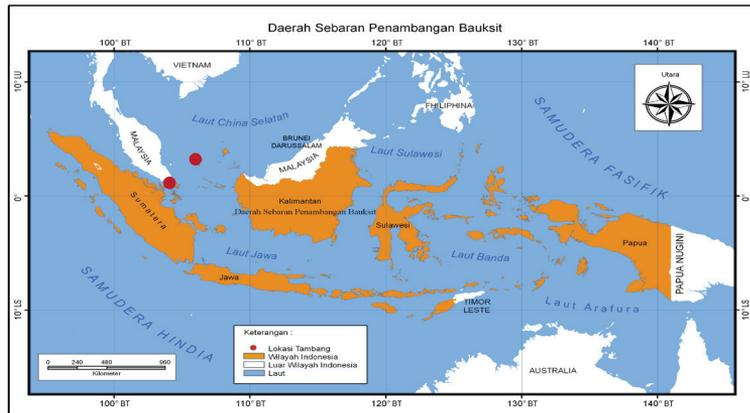 Daerah Sebaran Penambangan Bauksit
100° BT 110° BT 120° BT 130° BT 140° BT
VIETNAM
10° LU
10° LU
Utara
Laut China Selatan
FHILIPHINA
SAMUDERA FASIFIK
MALAYSIA
BRUNEI
DARUSSALAM
MALAYSIA
Laut Sulawesi
0°
0°
Sumatera
Kalimantan
Daerah Sebaran Penambangan Bauksit
Sulawesi
Papua
PAPUA NUGINI
Laut Jawa
Laut Banda
Jawa
SAMUDERA HINDIA
TIMOR
LESTE
Laut Arafura
10° LS
10° LS
Keterangan :
Lokasi Tambang
Wilayah Indonesia
Luar Wilayah Indonesia
Laut
0 240 480 960
Kilometer
AUSTRALIA
100° BT 110° BT 120° BT 130° BT 140° BT